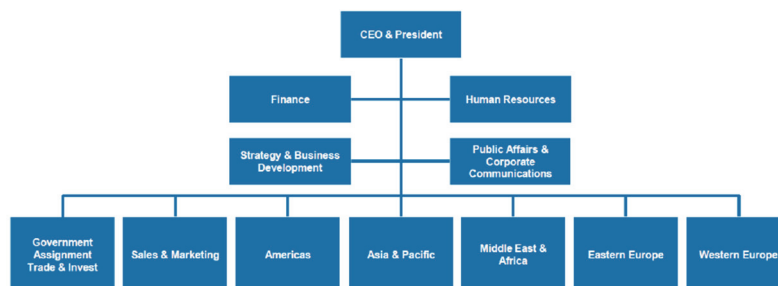 CEO & President
Finance
Human Resources
Strategy & Business
Development
Public Affairs &
Corporate
Communications
Government
Assignment
Trade & Invest
Sales & Marketing
Americas
Asia & Pacific
Middle East &
Africa
Eastern Europe
Western Europe